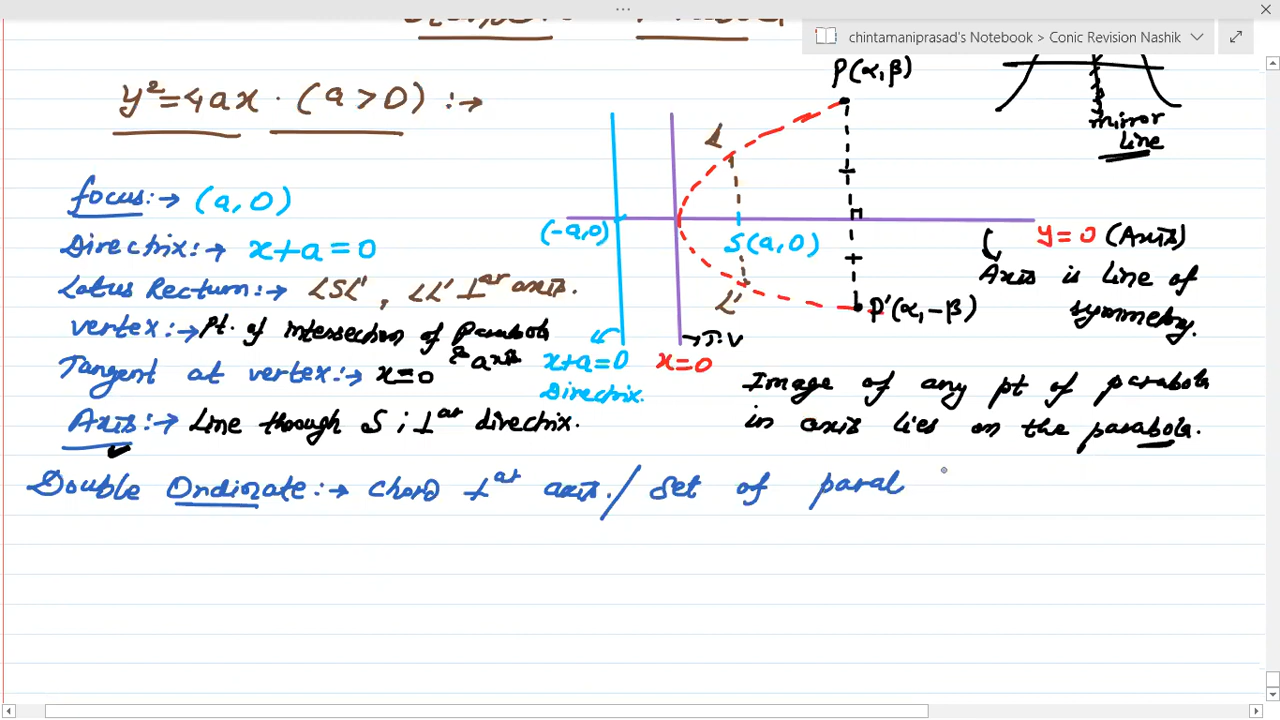 chintamaniprasad's Notebook > Conic Revision Nashik
y² = 4ax · (a > 0) :→
P(α, β)
mirror
Line
focus :→ (a, 0)
L
Directrix :→ x+a = 0
(-a,0)
S(a, 0)
y = 0 (Axis)
Latus Rectum :→ LSL' , LL' ⊥ar axis.
L'
P'(α, -β)
Axis is Line of
symmetry.
vertex :→ Pt. of intersection of Parabola
& axis
→ T.V
Tangent at vertex :→ x=0
x+a=0
Directrix.
x=0
Axis :→ Line through S ; ⊥ar directrix.
Image of any pt of parabola
in axis lies on the parabola.
Double Ordinate :→ chord ⊥ar axis. / Set of paral